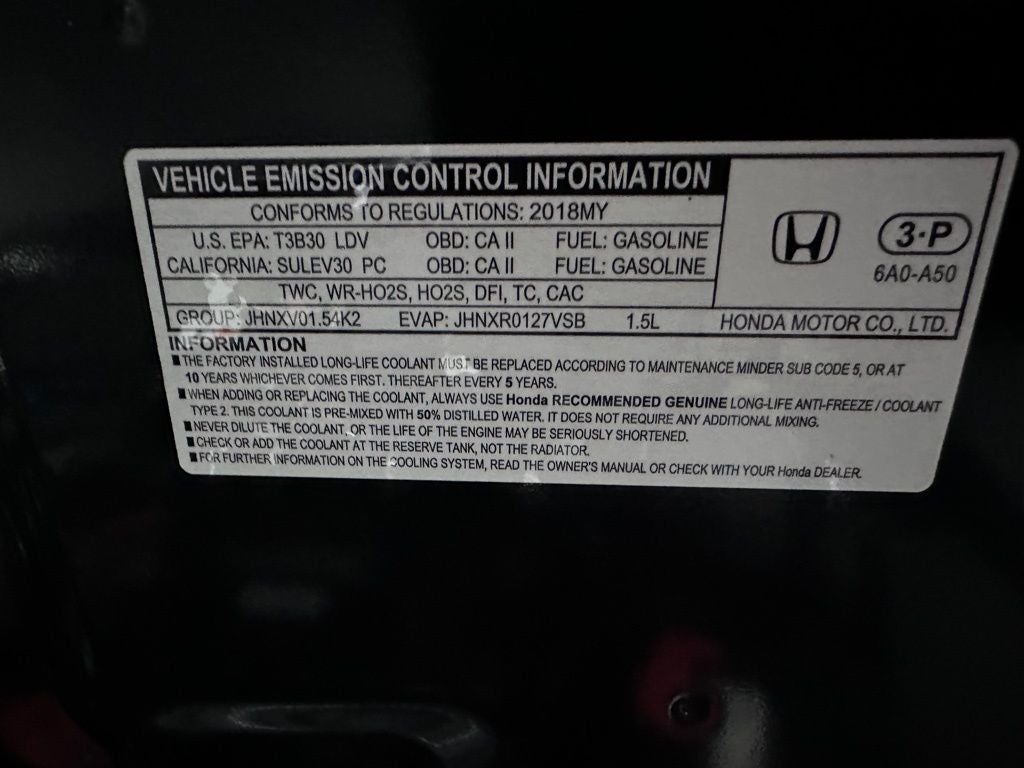 VEHICLE EMISSION CONTROL INFORMATION
CONFORMS TO REGULATIONS: 2018MY
U.S. EPA: T3B30 LDV OBD: CA II FUEL: GASOLINE
CALIFORNIA: SULEV30 PC OBD: CA II FUEL: GASOLINE
3·P
6A0-A50
TWC, WR-HO2S, HO2S, DFI, TC, CAC
GROUP: JHNXV01.54K2 EVAP: JHNXR0127VSB 1.5L HONDA MOTOR CO., LTD.
INFORMATION
■THE FACTORY INSTALLED LONG-LIFE COOLANT MUST BE REPLACED ACCORDING TO MAINTENANCE MINDER SUB CODE 5, OR AT
10 YEARS WHICHEVER COMES FIRST. THEREAFTER EVERY 5 YEARS.
■WHEN ADDING OR REPLACING THE COOLANT, ALWAYS USE Honda RECOMMENDED GENUINE LONG-LIFE ANTI-FREEZE / COOLANT
TYPE 2. THIS COOLANT IS PRE-MIXED WITH 50% DISTILLED WATER. IT DOES NOT REQUIRE ANY ADDITIONAL MIXING.
■NEVER DILUTE THE COOLANT, OR THE LIFE OF THE ENGINE MAY BE SERIOUSLY SHORTENED.
■CHECK OR ADD THE COOLANT AT THE RESERVE TANK, NOT THE RADIATOR.
■FOR FURTHER INFORMATION ON THE COOLING SYSTEM, READ THE OWNER'S MANUAL OR CHECK WITH YOUR Honda DEALER.